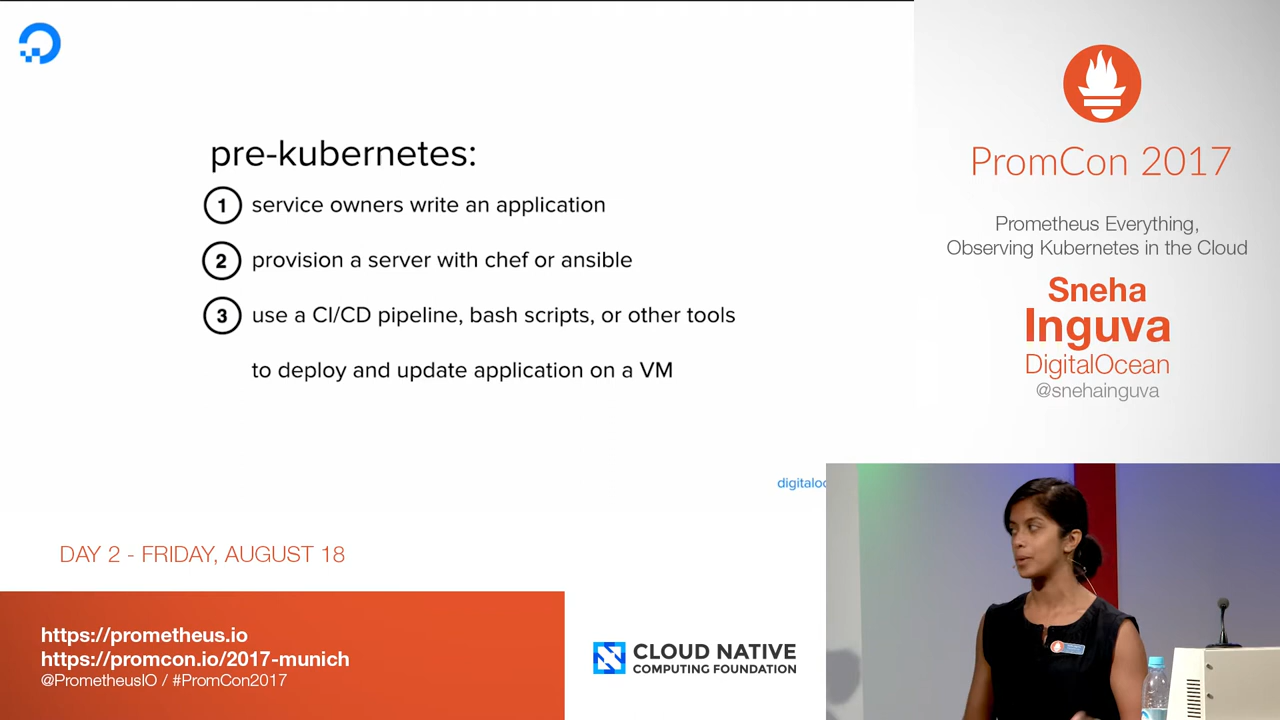 pre-kubernetes:
1 service owners write an application
2 provision a server with chef or ansible
3 use a CI/CD pipeline, bash scripts, or other tools
to deploy and update application on a VM
PromCon 2017
Prometheus Everything,
Observing Kubernetes in the Cloud
Sneha
Inguva
DigitalOcean
@snehainguva
DAY 2 - FRIDAY, AUGUST 18
https://prometheus.io
https://promcon.io/2017-munich
@PrometheusIO / #PromCon2017
CLOUD NATIVE
COMPUTING FOUNDATION